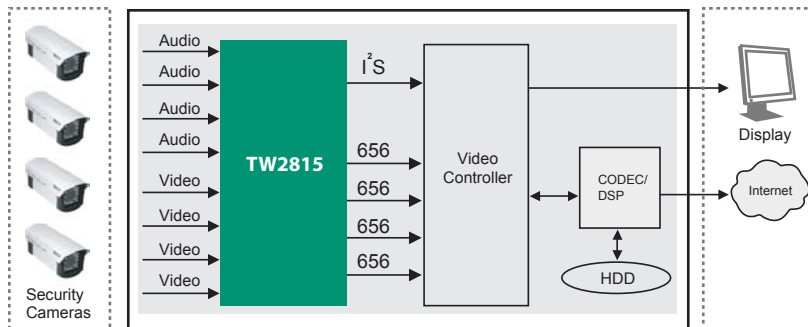 Security
Cameras
Audio
Audio
Audio
Audio
Video
Video
Video
Video
TW2815
I²S
656
656
656
656
Video
Controller
CODEC/
DSP
HDD
Display
Internet